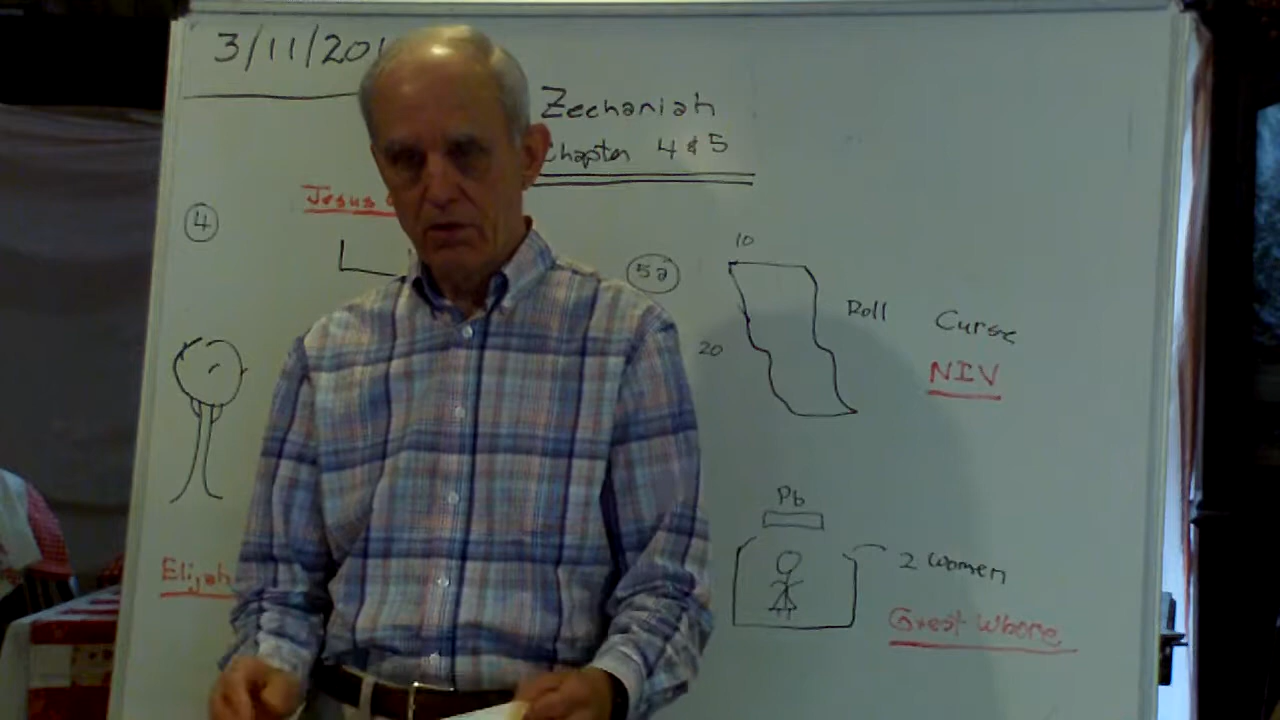 3/11/201
Zechaniah
Chapter 4 & 5
Jesus
4
5a
10
20
Roll
Curse
NIV
Pb
2 women
Great Whore
Elijah